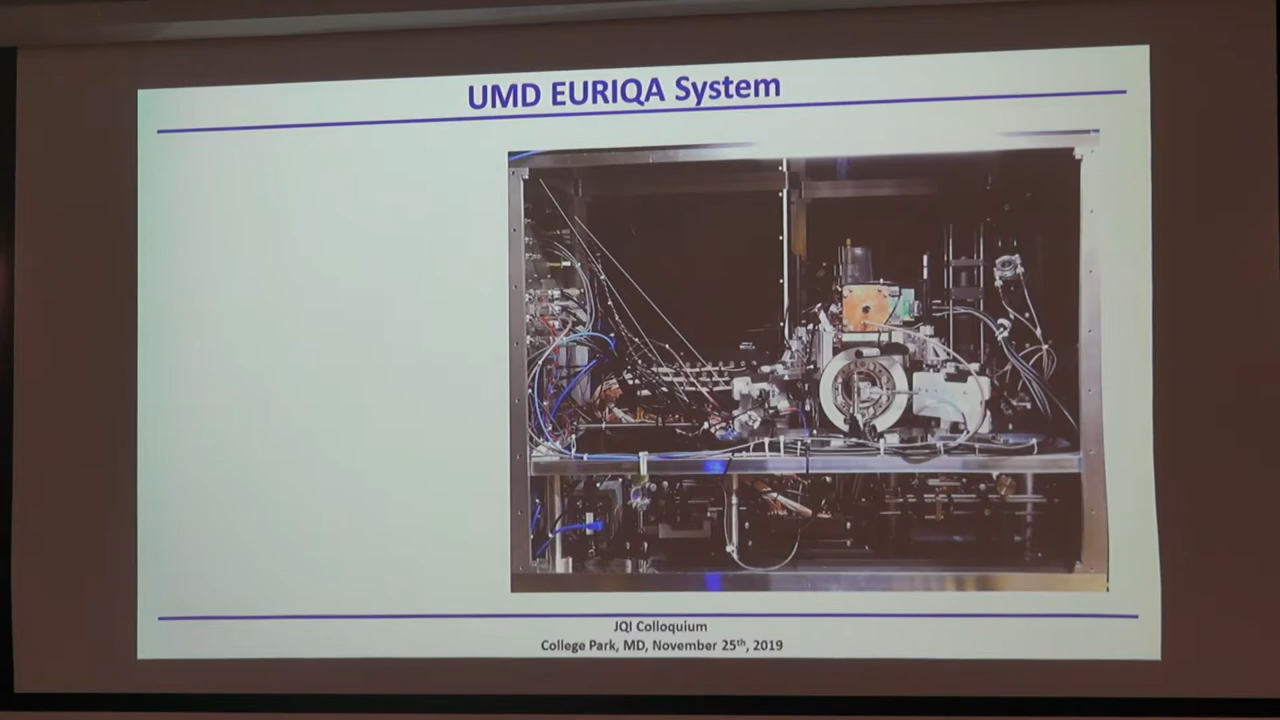 UMD EURIQA System
JQI Colloquium
College Park, MD, November 25th, 2019